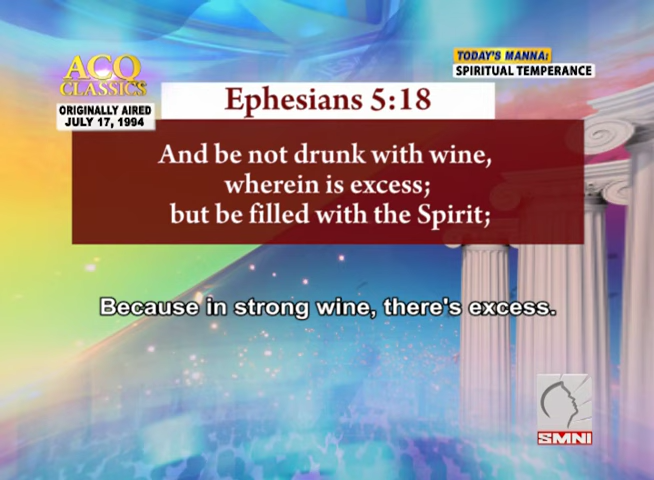 ACQ
CLASSICS
ORIGINALLY AIRED
JULY 17, 1994
TODAY'S MANNA:
SPIRITUAL TEMPERANCE
Ephesians 5:18
And be not drunk with wine,
wherein is excess;
but be filled with the Spirit;
Because in strong wine, there's excess.
SMNI